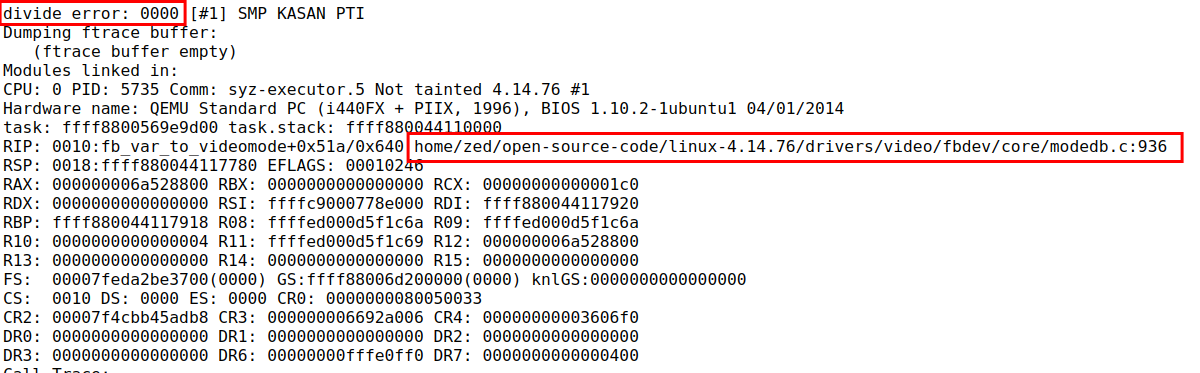 divide error: 0000 [#1] SMP KASAN PTI
Dumping ftrace buffer:
   (ftrace buffer empty)
Modules linked in:
CPU: 0 PID: 5735 Comm: syz-executor.5 Not tainted 4.14.76 #1
Hardware name: QEMU Standard PC (i440FX + PIIX, 1996), BIOS 1.10.2-1ubuntu1 04/01/2014
task: ffff8800569e9d00 task.stack: ffff880044110000
RIP: 0010:fb_var_to_videomode+0x51a/0x640 home/zed/open-source-code/linux-4.14.76/drivers/video/fbdev/core/modedb.c:936
RSP: 0018:ffff880044117780 EFLAGS: 00010246
RAX: 000000006a528800 RBX: 0000000000000000 RCX: 00000000000001c0
RDX: 0000000000000000 RSI: ffffc9000778e000 RDI: ffff880044117920
RBP: ffff880044117918 R08: ffffed000d5f1c6a R09: ffffed000d5f1c6a
R10: 0000000000000004 R11: ffffed000d5f1c69 R12: 000000006a528800
R13: 0000000000000000 R14: 0000000000000000 R15: 0000000000000000
FS:  00007feda2be3700(0000) GS:ffff88006d200000(0000) knlGS:0000000000000000
CS:  0010 DS: 0000 ES: 0000 CR0: 0000000080050033
CR2: 00007f4cbb45adb8 CR3: 000000006692a006 CR4: 00000000003606f0
DR0: 0000000000000000 DR1: 0000000000000000 DR2: 0000000000000000
DR3: 0000000000000000 DR6: 00000000fffe0ff0 DR7: 0000000000000400
Call Trace: